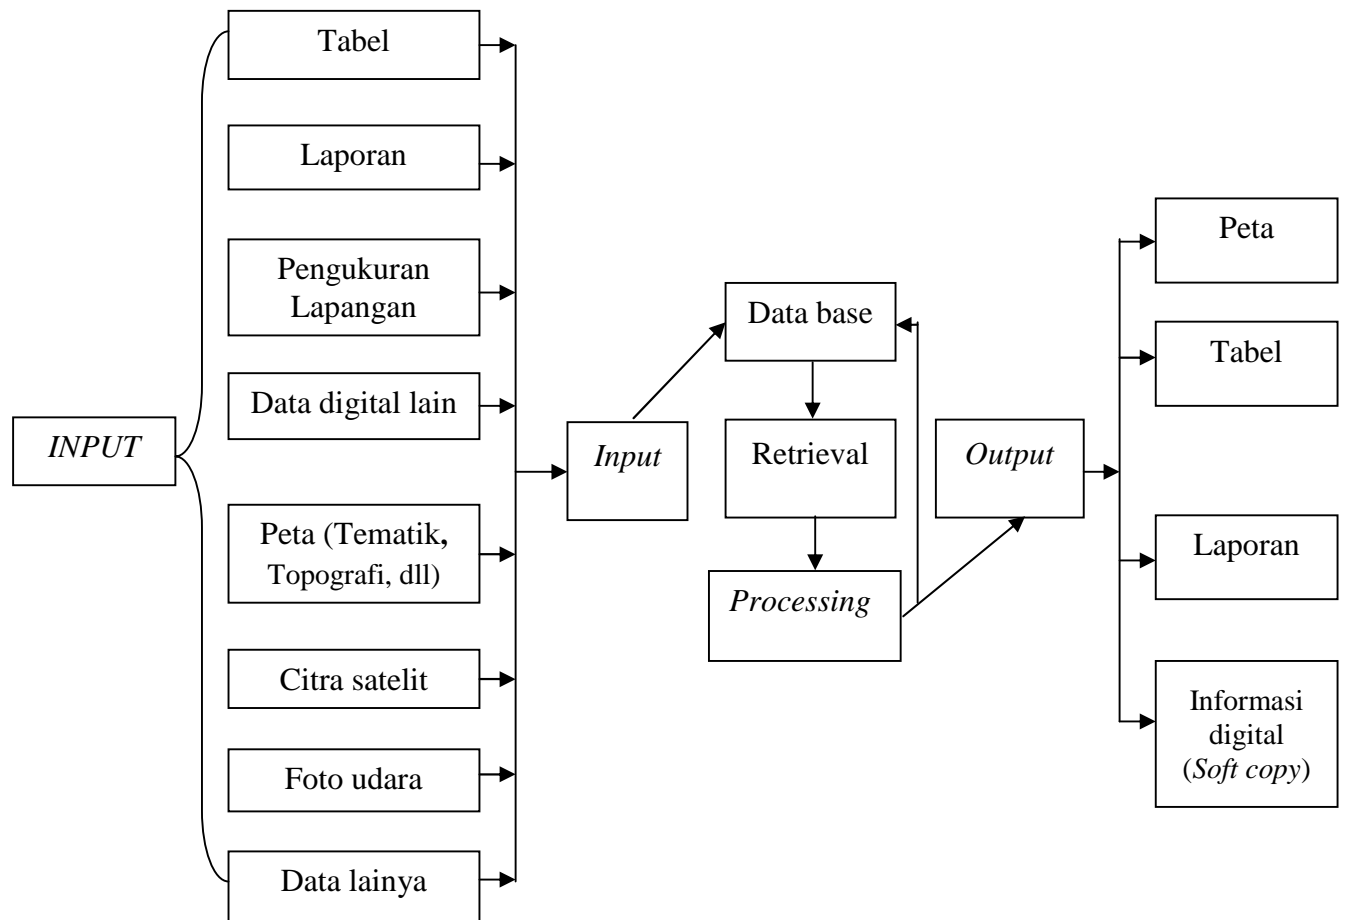 INPUT
Tabel
Laporan
Pengukuran
Lapangan
Data digital lain
Peta (Tematik,
Topografi, dll)
Citra satelit
Foto udara
Data lainya
Input
Data base
Retrieval
Processing
Output
Peta
Tabel
Laporan
Informasi
digital
(Soft copy)